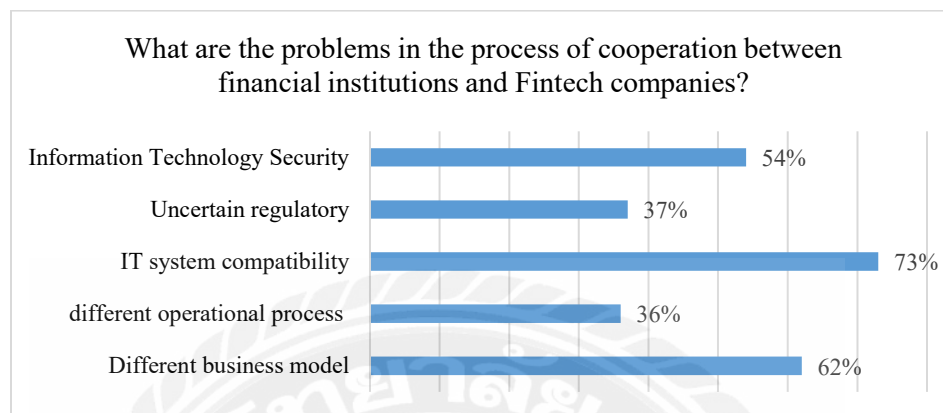 What are the problems in the process of cooperation between
financial institutions and Fintech companies?
Information Technology Security 54%
Uncertain regulatory 37%
IT system compatibility 73%
different operational process 36%
Different business model 62%